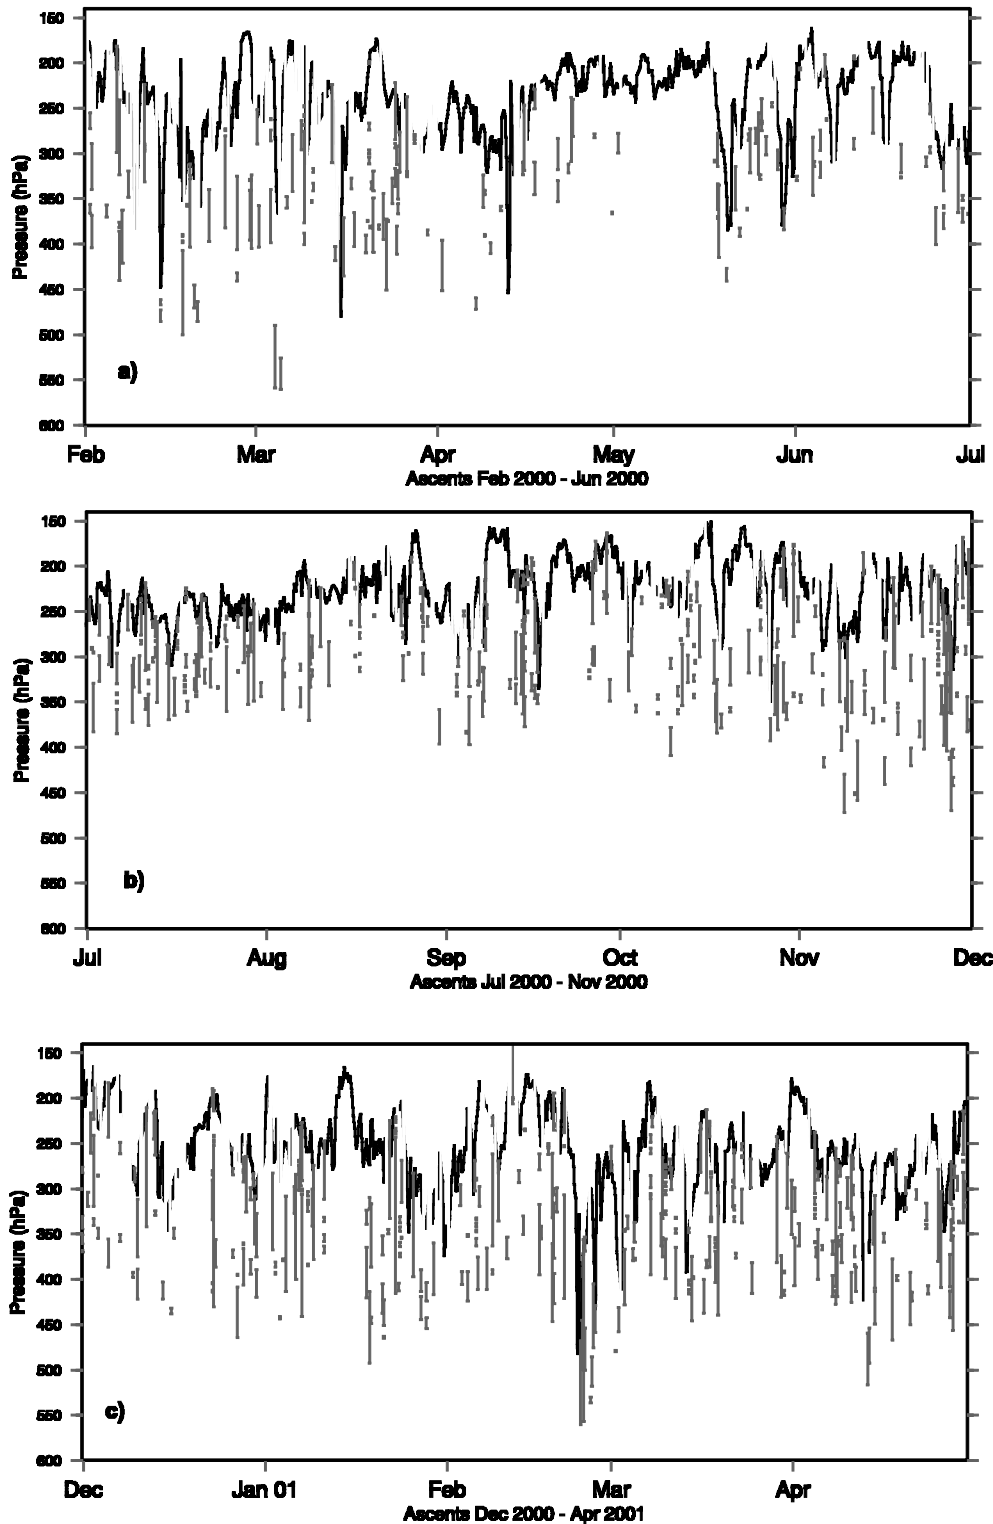 150
200
250
300
350
400
450
500
550
600
Pressure (hPa)
a)
Feb Mar Apr May Jun Jul
Ascents Feb 2000 - Jun 2000
150
200
250
300
350
400
450
500
550
600
Pressure (hPa)
b)
Jul Aug Sep Oct Nov Dec
Ascents Jul 2000 - Nov 2000
150
200
250
300
350
400
450
500
550
600
Pressure (hPa)
c)
Dec Jan 01 Feb Mar Apr
Ascents Dec 2000 - Apr 2001